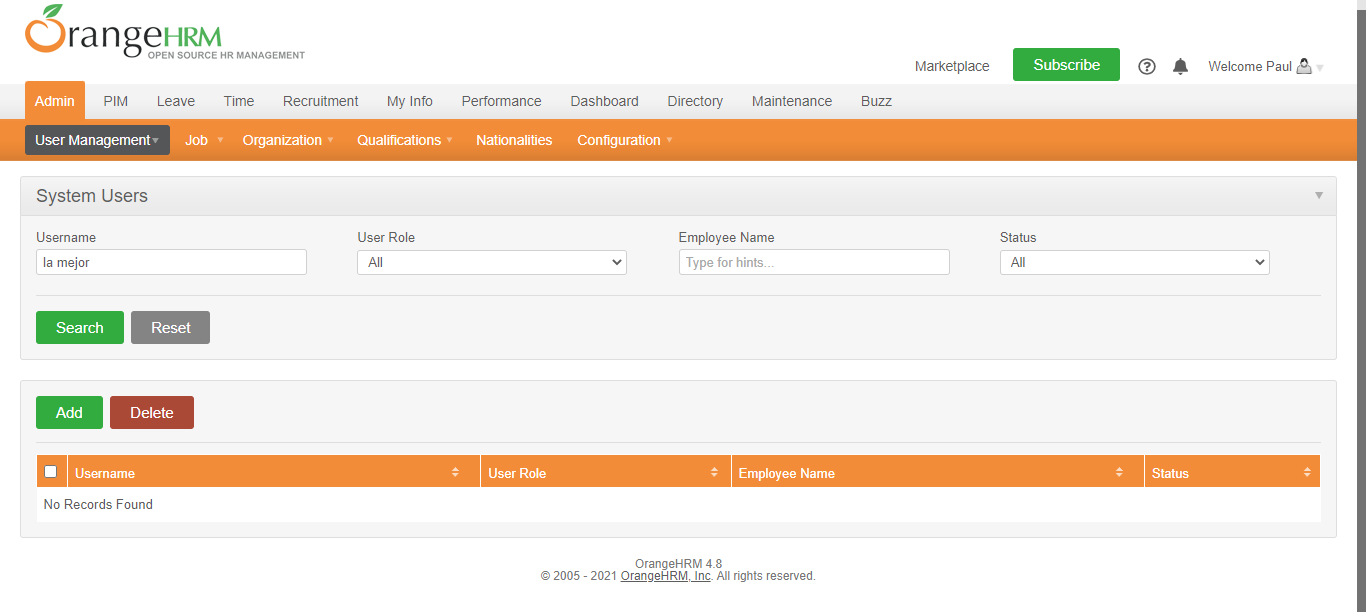 OrangeHRM
OPEN SOURCE HR MANAGEMENT
Marketplace Subscribe Welcome Paul
Admin PIM Leave Time Recruitment My Info Performance Dashboard Directory Maintenance Buzz
User Management Job Organization Qualifications Nationalities Configuration
System Users
Username User Role Employee Name Status
la mejor All Type for hints... All
Search Reset
Add Delete
Username User Role Employee Name Status
No Records Found
OrangeHRM 4.8
© 2005 - 2021 OrangeHRM, Inc. All rights reserved.